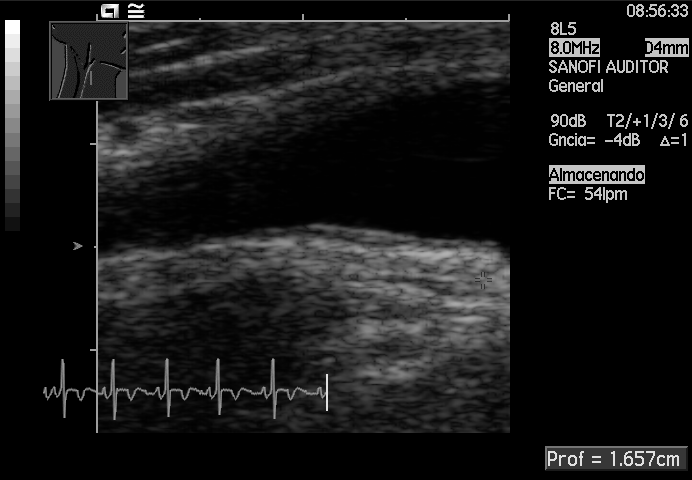 08:56:33
8L5
8.0MHz D4mm
SANOFI AUDITOR
General
90dB T2/+1/3/6
Gncia= -4dB Δ=1
Almacenando
FC= 54lpm
Prof = 1.657cm